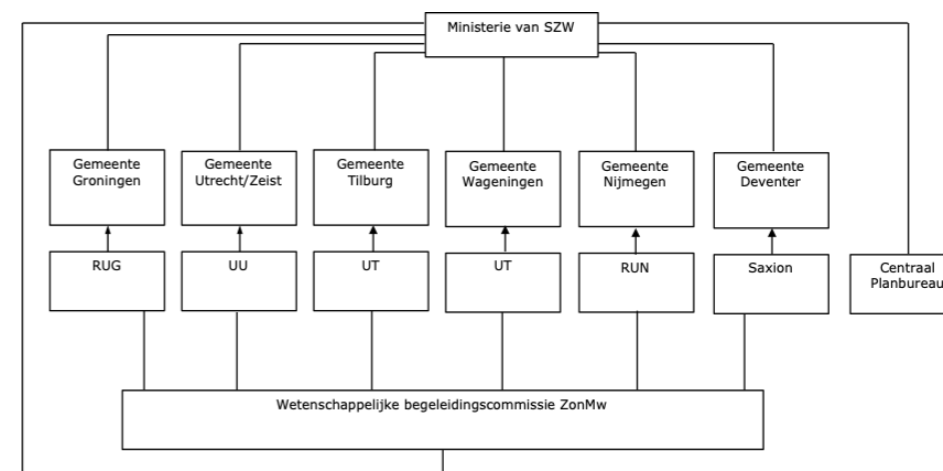 Ministerie van SZW
Gemeente
Groningen
Gemeente
Utrecht/Zeist
Gemeente
Tilburg
Gemeente
Wageningen
Gemeente
Nijmegen
Gemeente
Deventer
RUG
UU
UT
UT
RUN
Saxion
Centraal
Planbureau
Wetenschappelijke begeleidingscommissie ZonMw